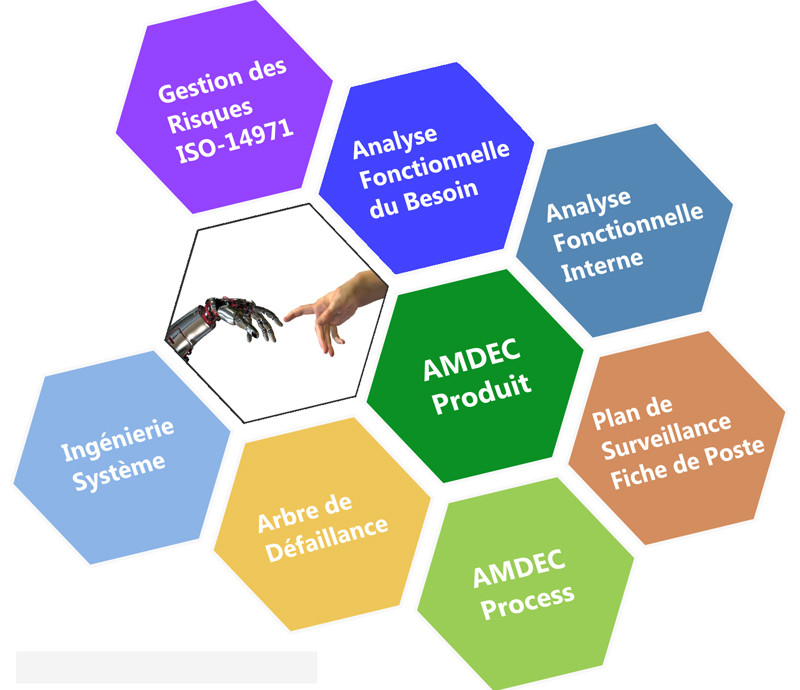 Gestion des
Risques
ISO-14971
Analyse
Fonctionnelle
du Besoin
Analyse
Fonctionnelle
Interne
AMDEC
Produit
Plan de
Surveillance
Fiche de Poste
Ingénierie
Système
Arbre de
Défaillance
AMDEC
Process